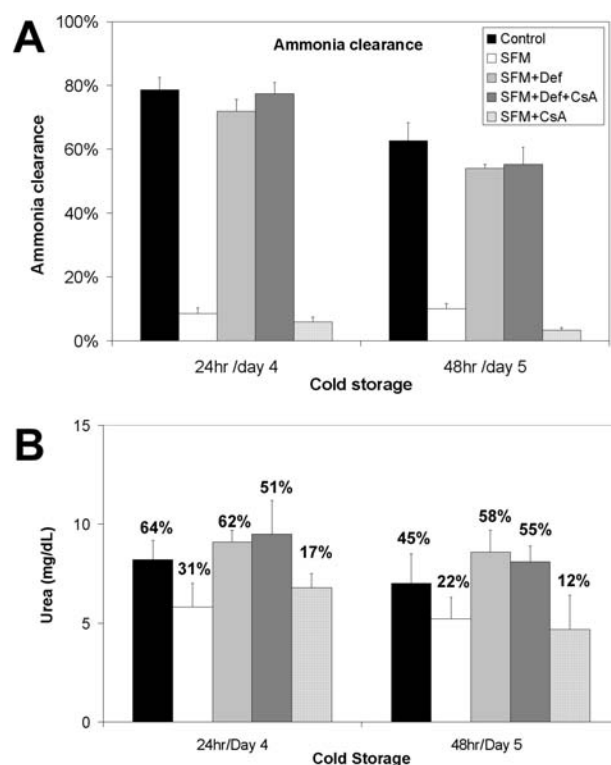 A
Ammonia clearance
Control
SFM
SFM+Def
SFM+Def+CsA
SFM+CsA
Ammonia clearance
100%
80%
60%
40%
20%
0%
24hr /day 4
48hr /day 5
Cold storage
B
Urea (mg/dL)
15
10
5
0
64%
31%
62%
51%
17%
45%
22%
58%
55%
12%
24hr/Day 4
48hr/Day 5
Cold Storage